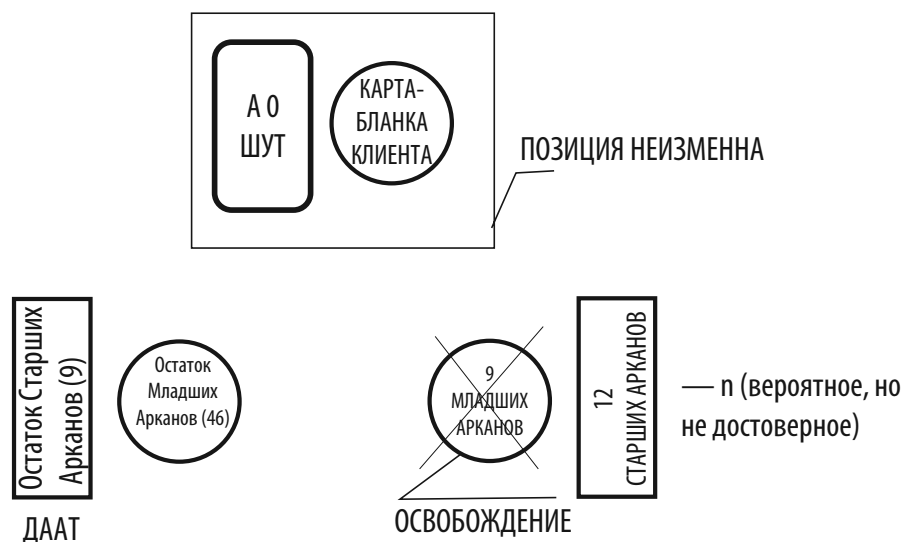 А 0
ШУТ
КАРТА-
БЛАНКА
КЛИЕНТА
ПОЗИЦИЯ НЕИЗМЕННА
Остаток Старших
Арканов (9)
Остаток
Младших
Арканов (46)
9
МЛАДШИХ
АРКАНОВ
12
СТАРШИХ АРКАНОВ
— n (вероятное, но
не достоверное)
ДААТ
ОСВОБОЖДЕНИЕ